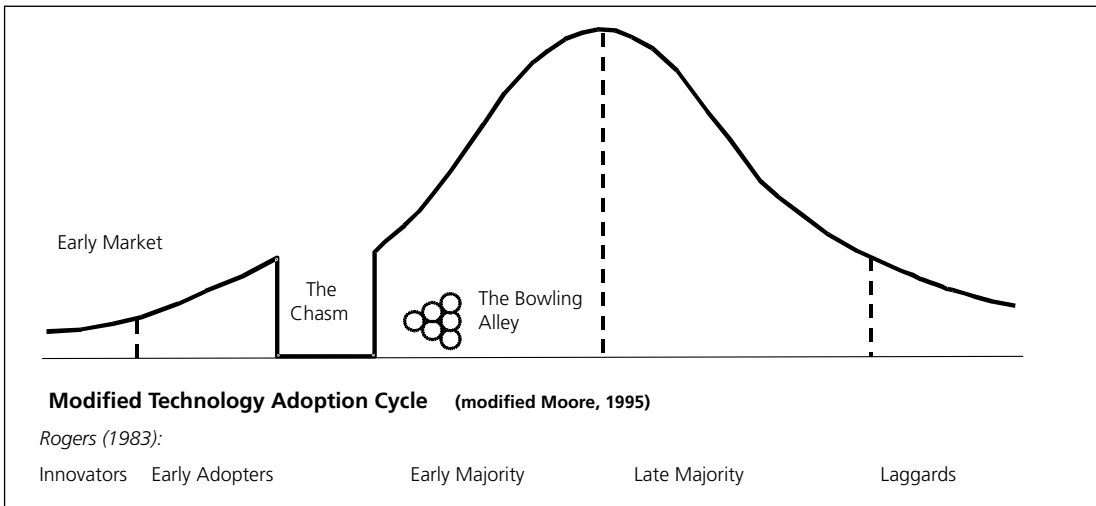 Early Market
The
Chasm
The Bowling
Alley
Modified Technology Adoption Cycle (modified Moore, 1995)
Rogers (1983):
Innovators Early Adopters Early Majority Late Majority Laggards